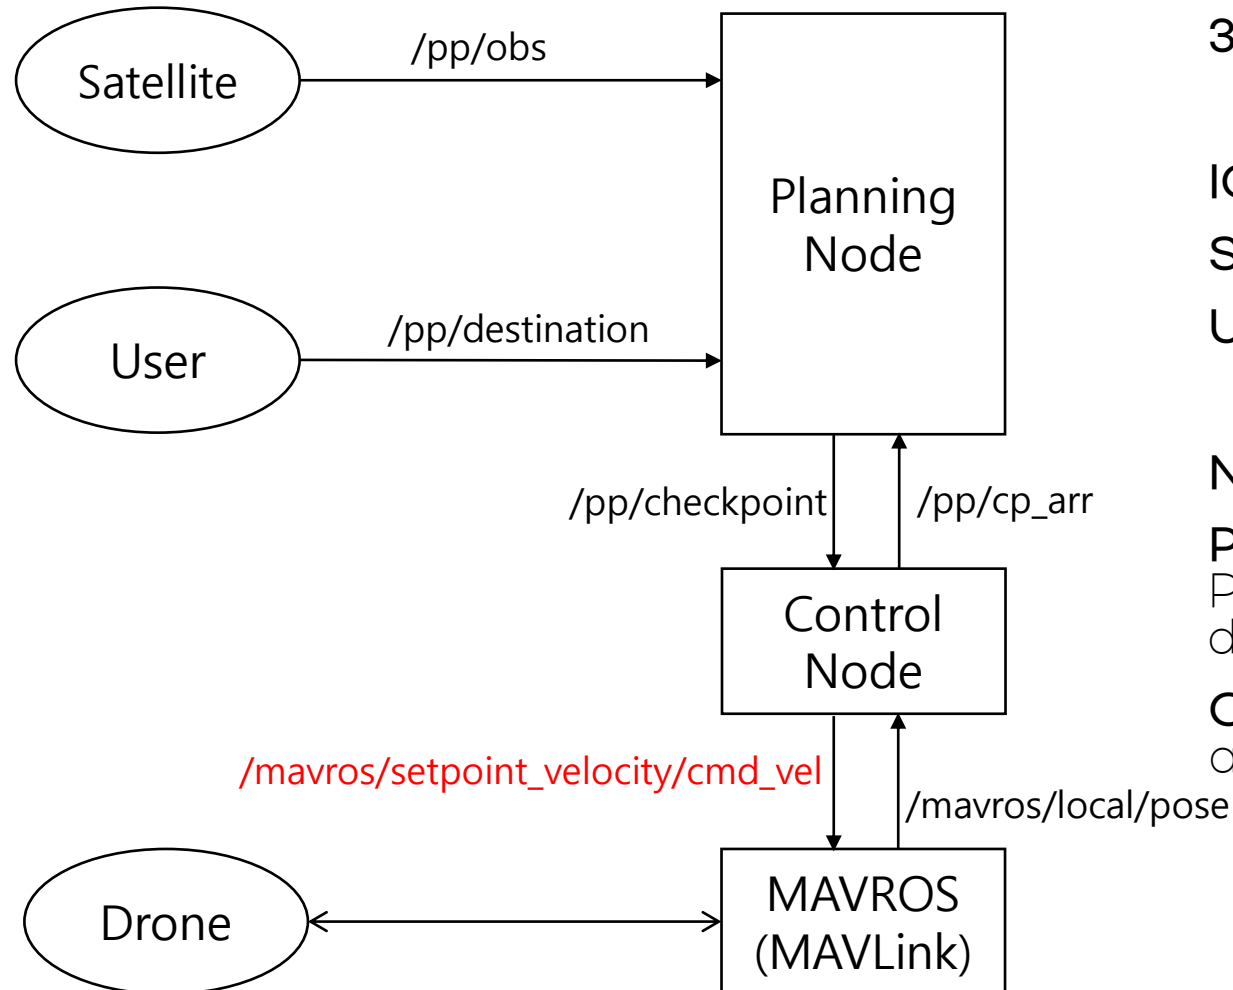 /pp/obs
Satellite
Planning
Node
/pp/destination
User
/pp/checkpoint
/pp/cp_arr
Control
Node
/mavros/setpoint_velocity/cmd_vel
/mavros/local/pose
Drone
MAVROS
(MAVLink)
3